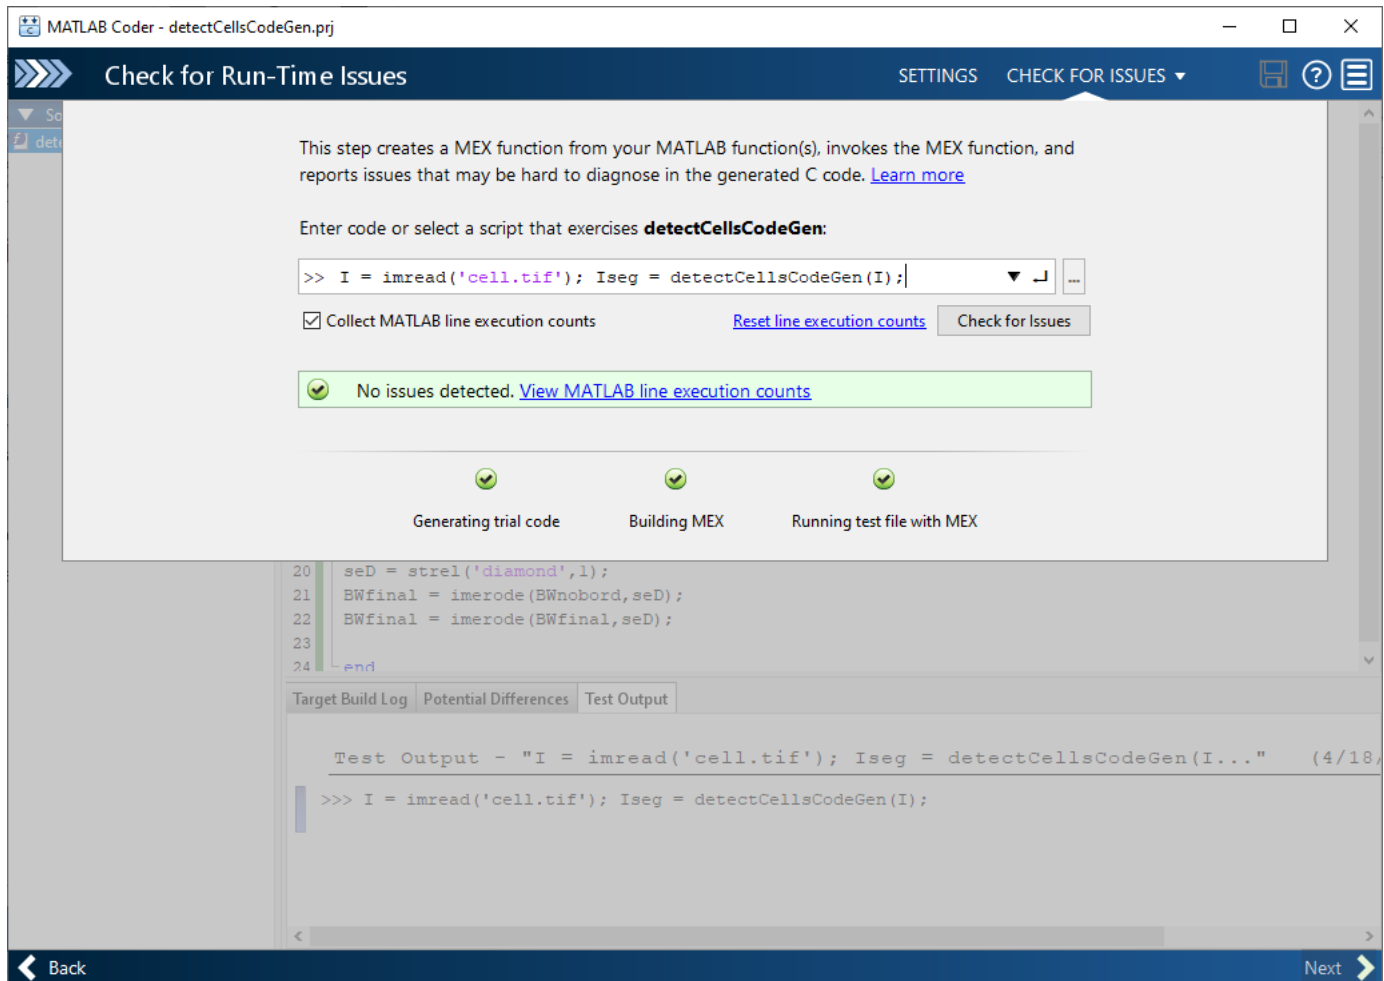 MATLAB Coder - detectCellsCodeGen.prj
Check for Run-Time Issues
SETTINGS CHECK FOR ISSUES
This step creates a MEX function from your MATLAB function(s), invokes the MEX function, and
reports issues that may be hard to diagnose in the generated C code. Learn more
Enter code or select a script that exercises detectCellsCodeGen:
>> I = imread('cell.tif'); Iseg = detectCellsCodeGen(I);
...
Collect MATLAB line execution counts
Reset line execution counts
Check for Issues
No issues detected. View MATLAB line execution counts
Generating trial code
Building MEX
Running test file with MEX
20 seD = strel('diamond',1);
21 BWfinal = imerode(BWnobord,seD);
22 BWfinal = imerode(BWfinal,seD);
23
24 end
Target Build Log Potential Differences Test Output
Test Output - "I = imread('cell.tif'); Iseg = detectCellsCodeGen(I..." (4/18/
>>> I = imread('cell.tif'); Iseg = detectCellsCodeGen(I);
Back
Next